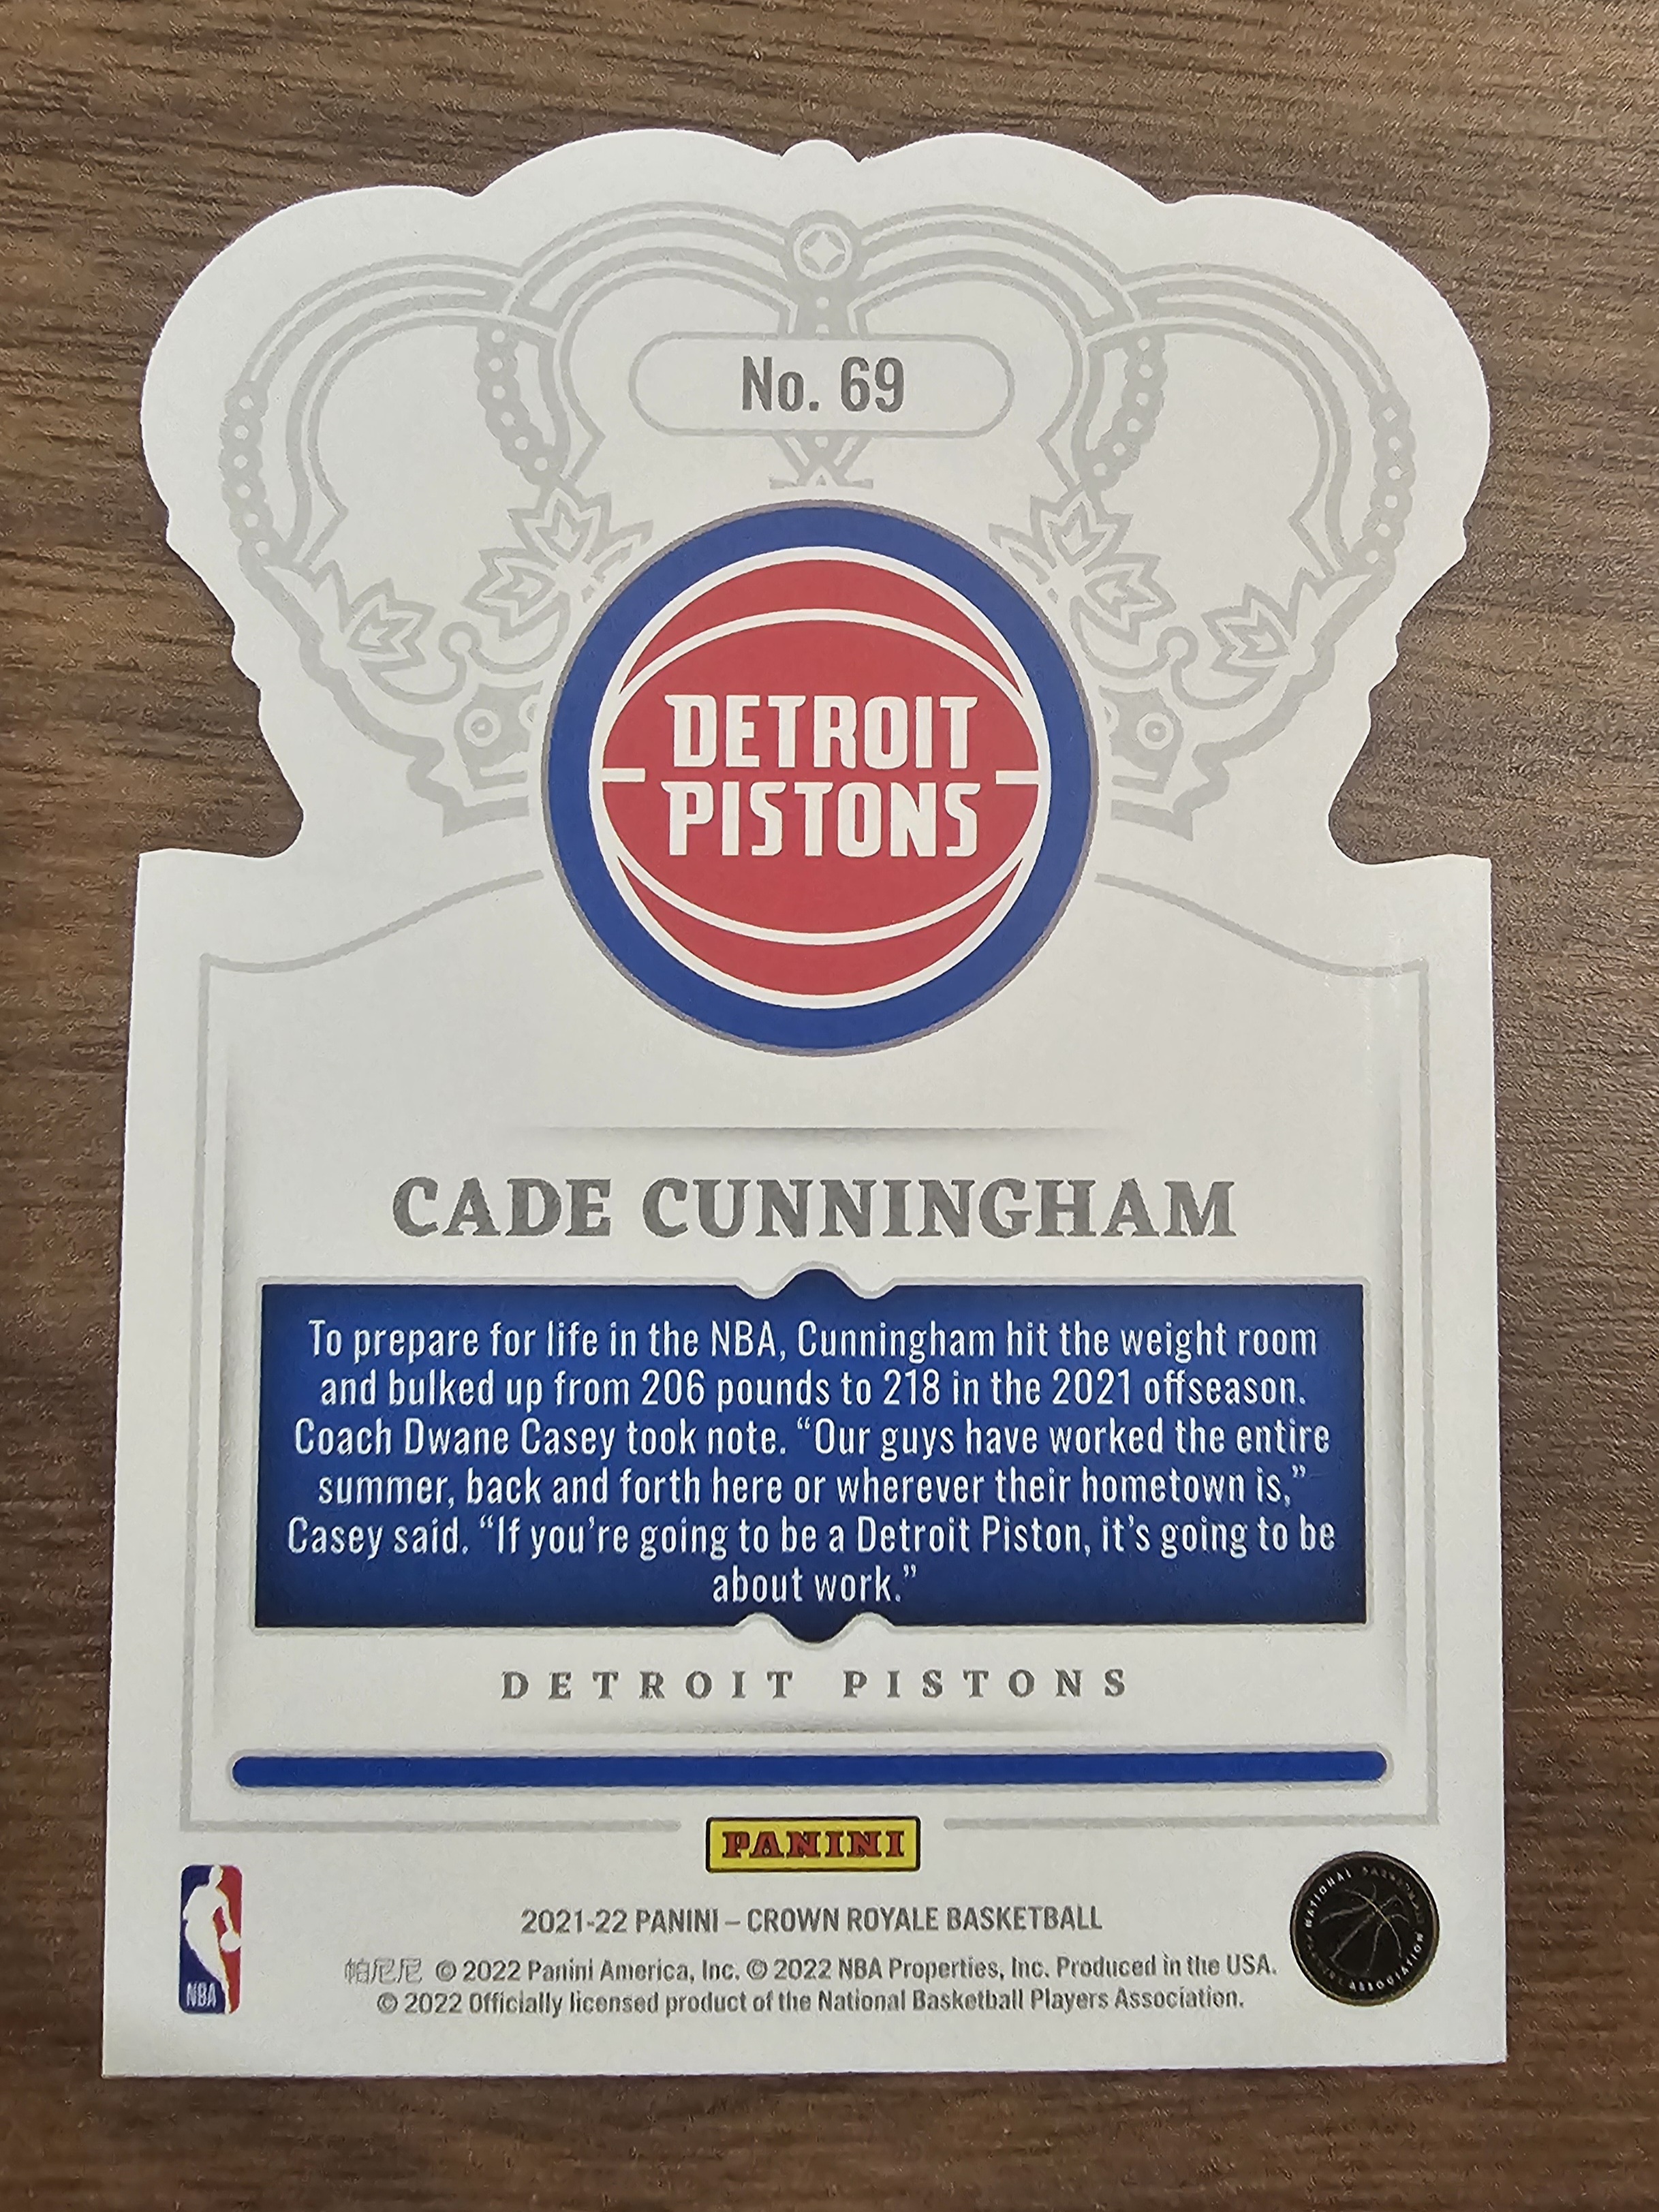 No. 69
DETROIT
PISTONS
CADE CUNNINGHAM
To prepare for life in the NBA, Cunningham hit the weight room
and bulked up from 206 pounds to 218 in the 2021 offseason.
Coach Dwane Casey took note. “Our guys have worked the entire
summer, back and forth here or wherever their hometown is,”
Casey said. “If you’re going to be a Detroit Piston, it’s going to be
about work.”
DETROIT PISTONS
PANINI
NBA
2021-22 PANINI – CROWN ROYALE BASKETBALL
帕尼尼 © 2022 Panini America, Inc. © 2022 NBA Properties, Inc. Produced in the USA.
© 2022 Officially licensed product of the National Basketball Players Association.
NATIONAL BASKETBALL PLAYERS ASSOCIATION